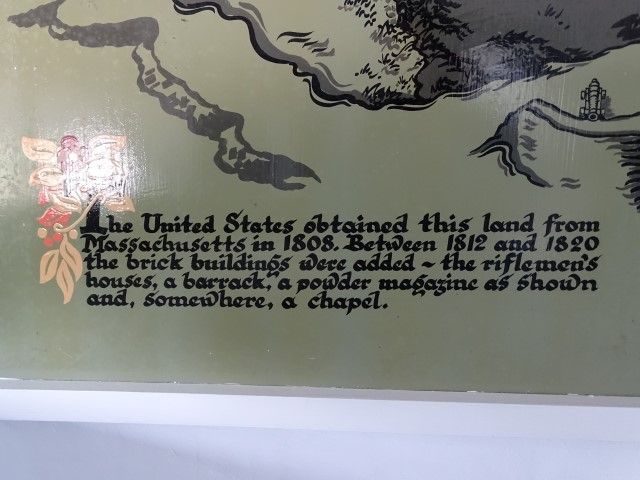 The United States obtained this land from
Massachusetts in 1808. Between 1812 and 1820
the brick buildings were added ~ the riflemen's
houses, a barrack, a powder magazine as shown
and, somewhere, a chapel.